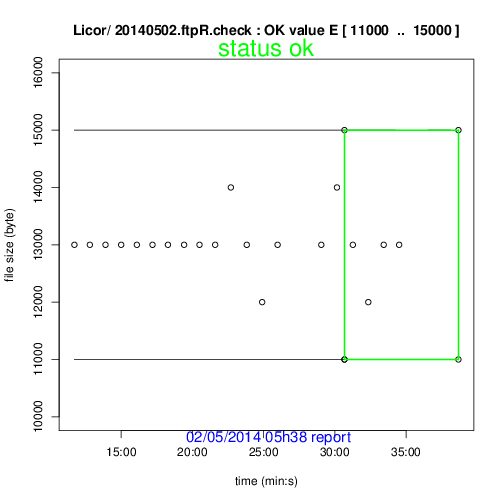 Licor/ 20140502.ftpR.check : OK value E [ 11000  ..  15000 ]
status ok
16000
15000
14000
13000
12000
11000
10000
file size (byte)
02/05/2014 05h38 report
15:00 20:00 25:00 30:00 35:00
time (min:s)